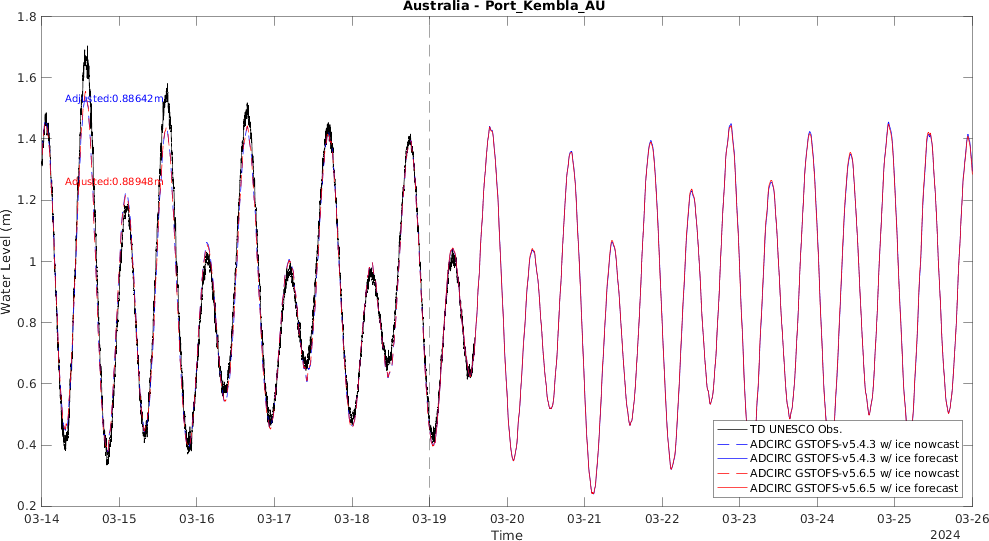 Australia - Port_Kembla_AU
1.8
1.6
1.4
1.2
1
0.8
0.6
0.4
0.2
Water Level (m)
Adjusted:0.88642m
Adjusted:0.88948m
TD UNESCO Obs.
ADCIRC GSTOFS-v5.4.3 w/ ice nowcast
ADCIRC GSTOFS-v5.4.3 w/ ice forecast
ADCIRC GSTOFS-v5.6.5 w/ ice nowcast
ADCIRC GSTOFS-v5.6.5 w/ ice forecast
03-14 03-15 03-16 03-17 03-18 03-19 03-20 03-21 03-22 03-23 03-24 03-25 03-26
Time
2024